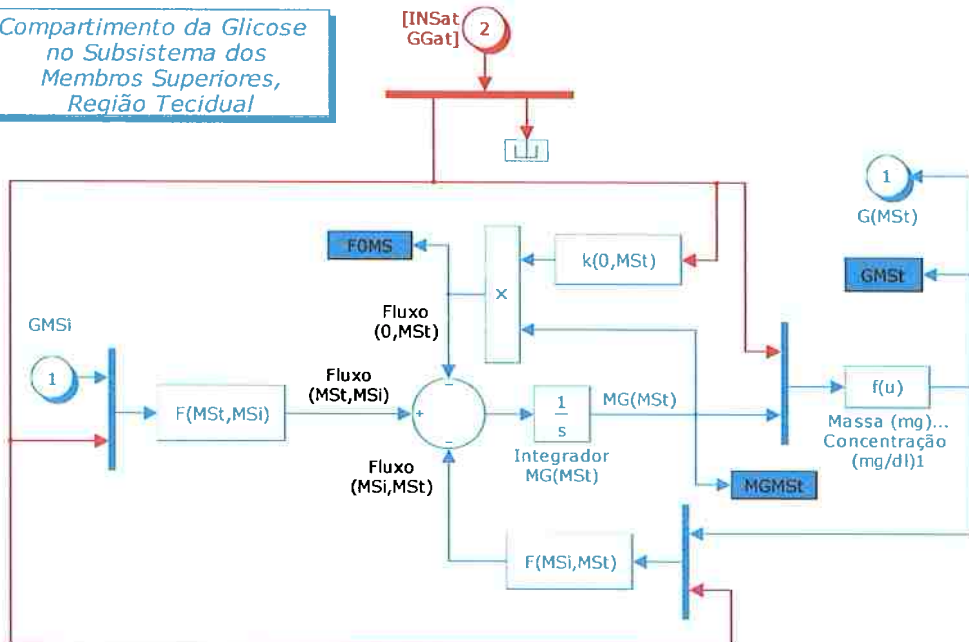 Compartimento da Glicose
no Subsistema dos
Membros Superiores,
Região Tecidual
[INSat
GGat]
2
1
G(MSt)
F0MS
k(0,MSt)
GMSt
×
Fluxo
(0,MSt)
GMSi
1
Fluxo
(MSt,MSi)
F(MSt,MSi)
−
+
−
1
s
MG(MSt)
f(u)
Integrador
MG(MSt)
Massa (mg)...
Concentração
(mg/dl)1
Fluxo
(MSi,MSt)
MGMSt
F(MSi,MSt)